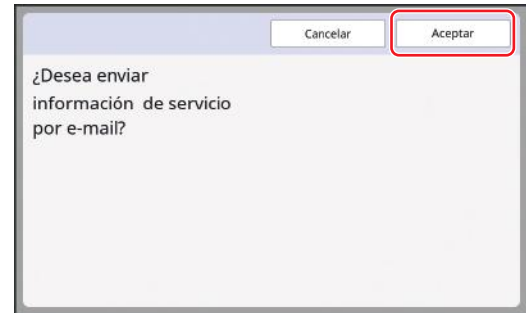 Cancelar
Aceptar
¿Desea enviar
información de servicio
por e-mail?